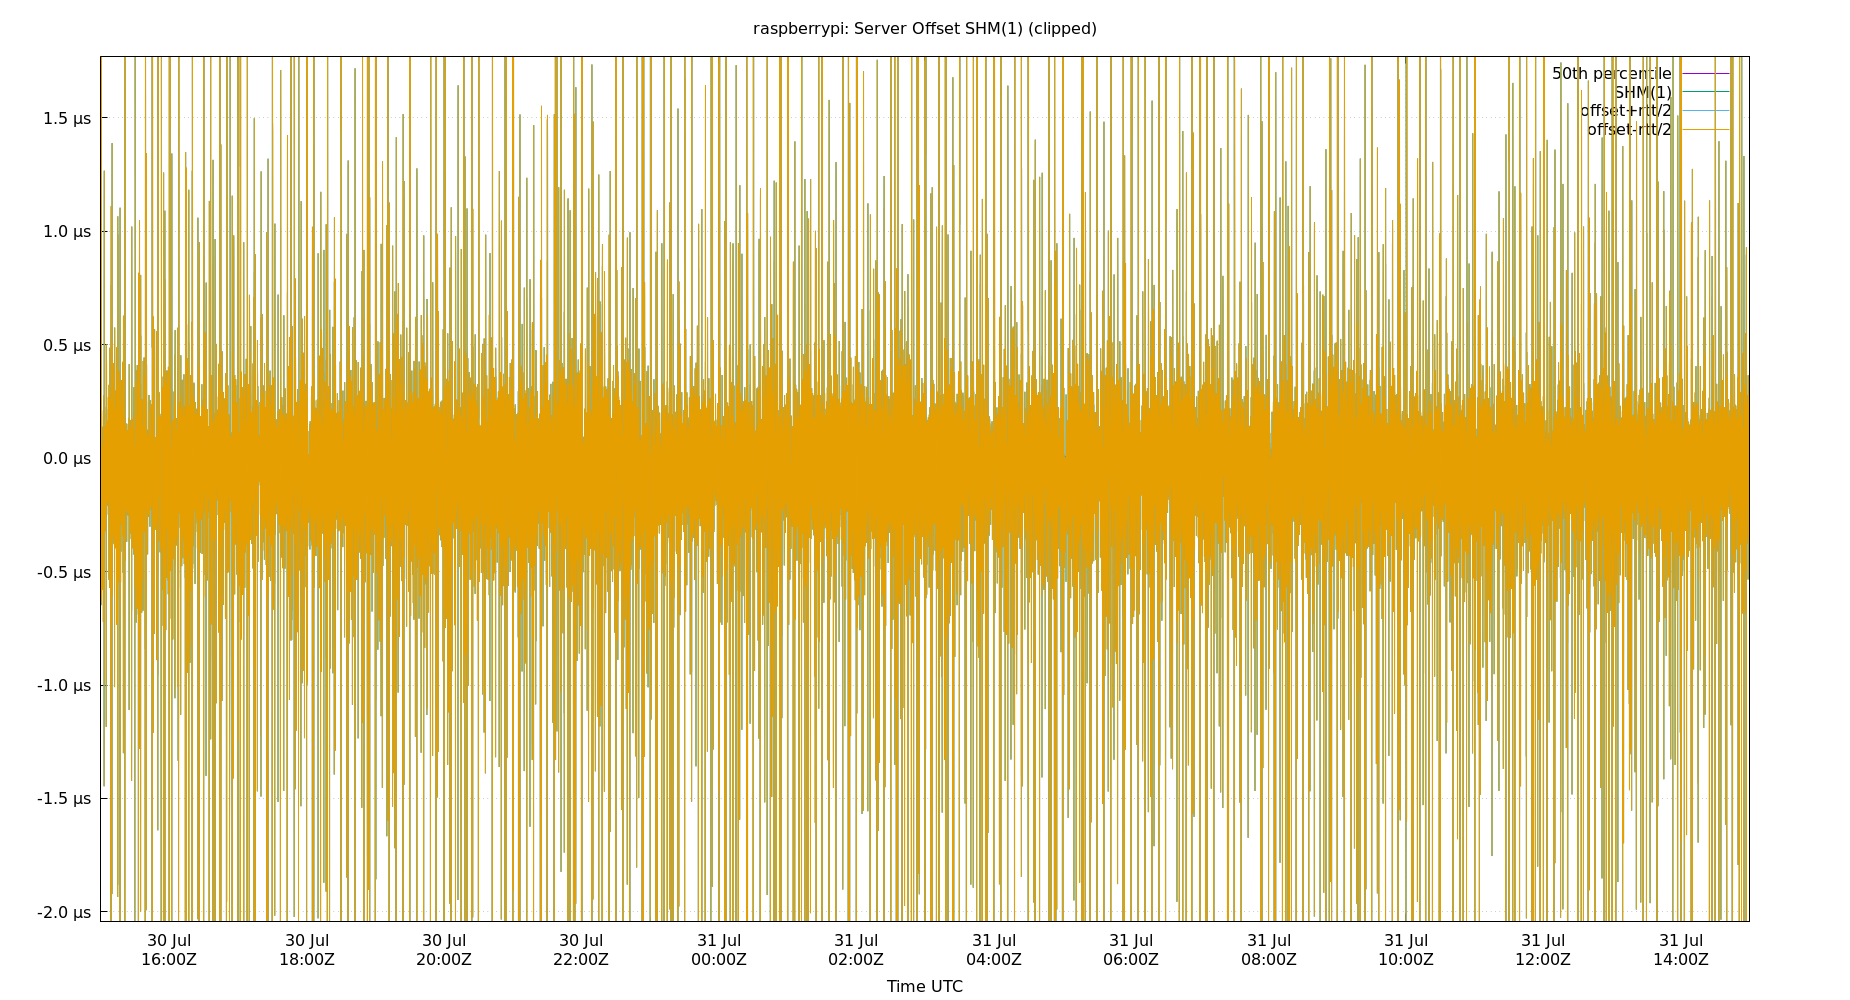 raspberrypi: Server Offset SHM(1) (clipped)
50th percentile
SHM(1)
offset+rtt/2
offset-rtt/2
1.5 µs
1.0 µs
0.5 µs
0.0 µs
-0.5 µs
-1.0 µs
-1.5 µs
-2.0 µs
30 Jul 30 Jul 30 Jul 30 Jul 31 Jul 31 Jul 31 Jul 31 Jul 31 Jul 31 Jul 31 Jul 31 Jul
16:00Z 18:00Z 20:00Z 22:00Z 00:00Z 02:00Z 04:00Z 06:00Z 08:00Z 10:00Z 12:00Z 14:00Z
Time UTC